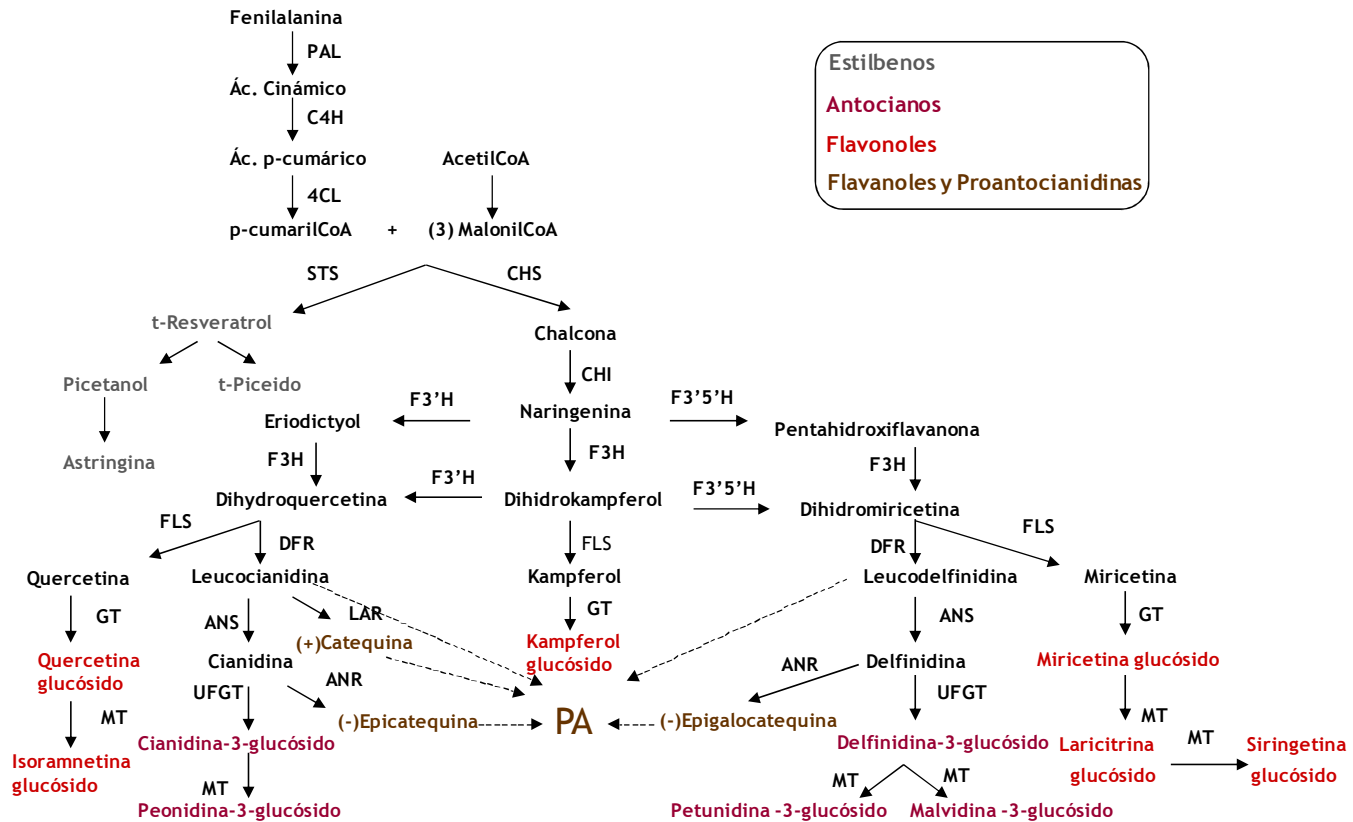 Fenilalanina
PAL
Ác. Cinámico
C4H
Ác. p-cumárico
AcetilCoA
4CL
p-cumarilCoA + (3) MalonilCoA
STS
CHS
Estilbenos
Antocianos
Flavonoles
Flavanoles y Proantocianidinas
t-Resveratrol
Chalcona
CHI
Picetanol
t-Piceido
Astringina
F3’H
Naringenina
F3’5’H
Eriodictyol
Pentahidroxiflavanona
F3H
F3H
F3H
F3’H
F3’5’H
Dihydroquercetina
Dihidrokampferol
Dihidromiricetina
FLS
DFR
FLS
DFR
FLS
Quercetina
Leucocianidina
Kampferol
Leucodelfinidina
Miricetina
GT
ANS
LAR
GT
ANS
GT
(+)Catequina
Kampferol
glucósido
Quercetina
glucósido
Cianidina
ANR
ANR
Delfinidina
Miricetina glucósido
UFGT
UFGT
MT
(-)Epicatequina
PA
(-)Epigalocatequina
MT
Isoramnetina
glucósido
Cianidina-3-glucósido
Delfinidina-3-glucósido
Laricitrina
glucósido
MT
Siringetina
glucósido
MT
MT
MT
Peonidina-3-glucósido
Petunidina -3-glucósido
Malvidina -3-glucósido